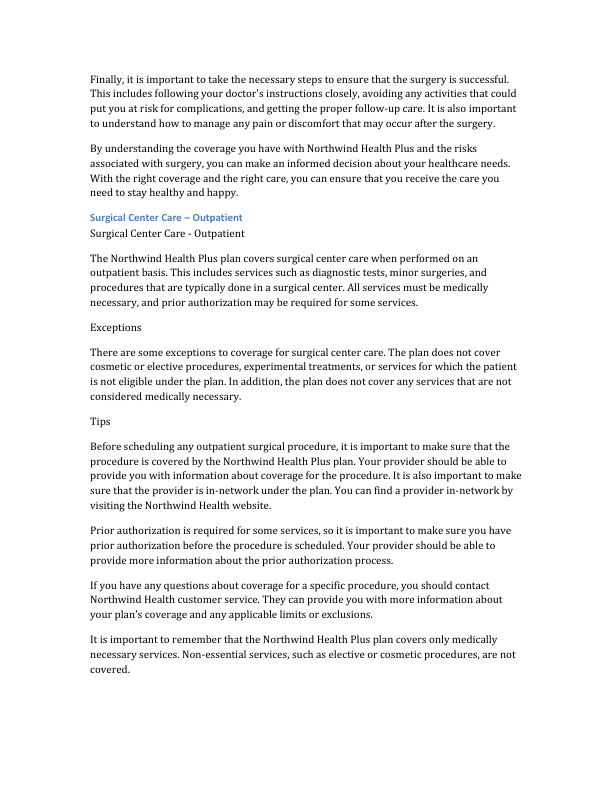 Finally, it is important to take the necessary steps to ensure that the surgery is successful.
This includes following your doctor's instructions closely, avoiding any activities that could
put you at risk for complications, and getting the proper follow-up care. It is also important
to understand how to manage any pain or discomfort that may occur after the surgery.
By understanding the coverage you have with Northwind Health Plus and the risks
associated with surgery, you can make an informed decision about your healthcare needs.
With the right coverage and the right care, you can ensure that you receive the care you
need to stay healthy and happy.
Surgical Center Care – Outpatient
Surgical Center Care - Outpatient
The Northwind Health Plus plan covers surgical center care when performed on an
outpatient basis. This includes services such as diagnostic tests, minor surgeries, and
procedures that are typically done in a surgical center. All services must be medically
necessary, and prior authorization may be required for some services.
Exceptions
There are some exceptions to coverage for surgical center care. The plan does not cover
cosmetic or elective procedures, experimental treatments, or services for which the patient
is not eligible under the plan. In addition, the plan does not cover any services that are not
considered medically necessary.
Tips
Before scheduling any outpatient surgical procedure, it is important to make sure that the
procedure is covered by the Northwind Health Plus plan. Your provider should be able to
provide you with information about coverage for the procedure. It is also important to make
sure that the provider is in-network under the plan. You can find a provider in-network by
visiting the Northwind Health website.
Prior authorization is required for some services, so it is important to make sure you have
prior authorization before the procedure is scheduled. Your provider should be able to
provide more information about the prior authorization process.
If you have any questions about coverage for a specific procedure, you should contact
Northwind Health customer service. They can provide you with more information about
your plan's coverage and any applicable limits or exclusions.
It is important to remember that the Northwind Health Plus plan covers only medically
necessary services. Non-essential services, such as elective or cosmetic procedures, are not
covered.